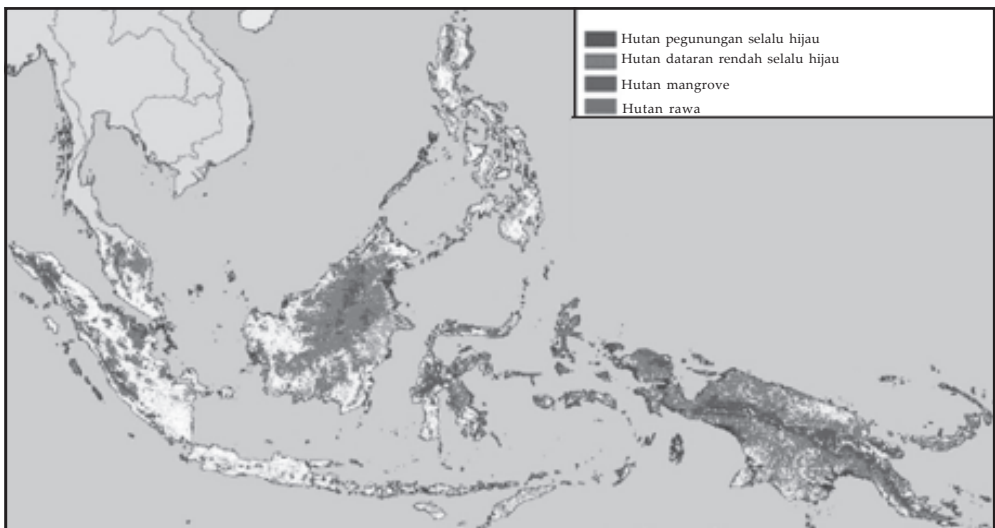 Hutan pegunungan selalu hijau
Hutan dataran rendah selalu hijau
Hutan mangrove
Hutan rawa